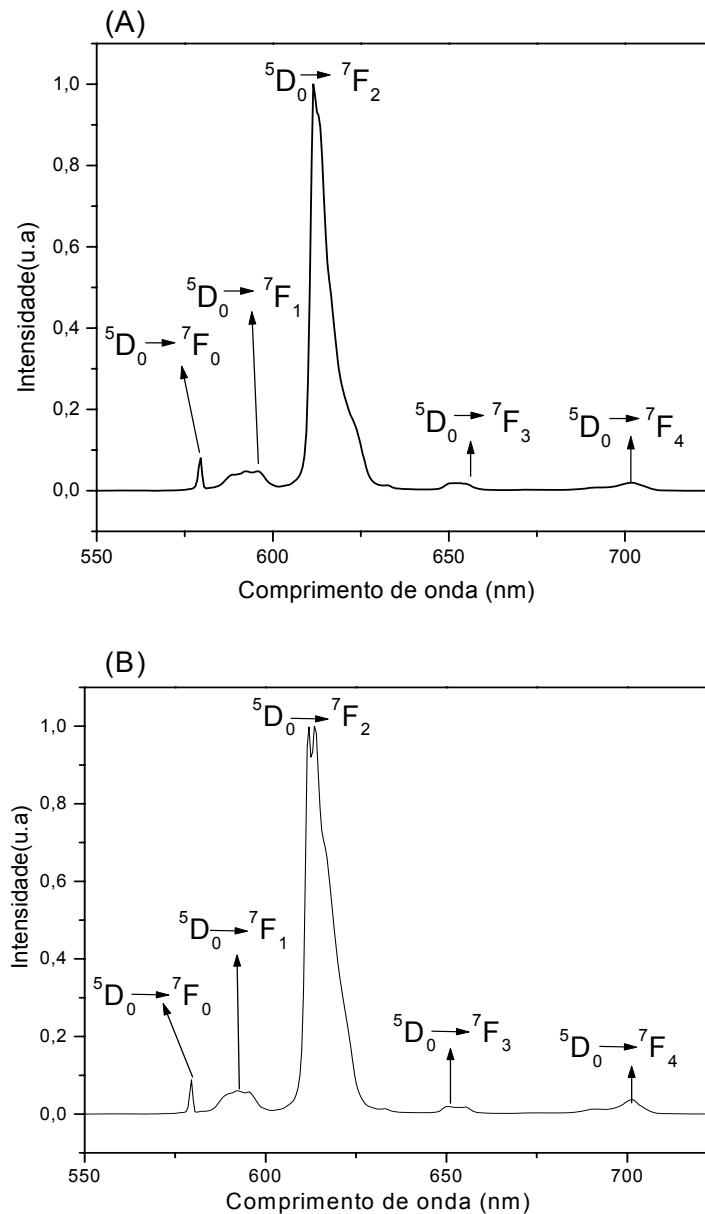 (A)
⁵D₀ → ⁷F₂
1,0
0,8
0,6
0,4
0,2
0,0
Intensidade(u.a)
⁵D₀ → ⁷F₁
⁵D₀ → ⁷F₀
⁵D₀ → ⁷F₃
⁵D₀ → ⁷F₄
550
600
650
700
Comprimento de onda (nm)
(B)
⁵D₀ → ⁷F₂
1,0
0,8
0,6
0,4
0,2
0,0
Intensidade(u.a)
⁵D₀ → ⁷F₁
⁵D₀ → ⁷F₀
⁵D₀ → ⁷F₃
⁵D₀ → ⁷F₄
550
600
650
700
Comprimento de onda (nm)